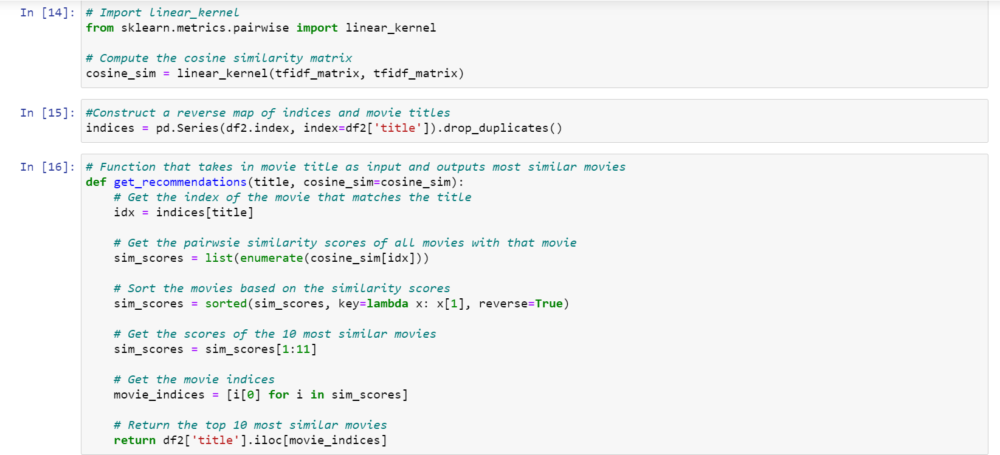 In [14]: # Import linear_kernel
from sklearn.metrics.pairwise import linear_kernel
# Compute the cosine similarity matrix
cosine_sim = linear_kernel(tfidf_matrix, tfidf_matrix)
In [15]: #Construct a reverse map of indices and movie titles
indices = pd.Series(df2.index, index=df2['title']).drop_duplicates()
In [16]: # Function that takes in movie title as input and outputs most similar movies
def get_recommendations(title, cosine_sim=cosine_sim):
    # Get the index of the movie that matches the title
    idx = indices[title]
    # Get the pairwsie similarity scores of all movies with that movie
    sim_scores = list(enumerate(cosine_sim[idx]))
    # Sort the movies based on the similarity scores
    sim_scores = sorted(sim_scores, key=lambda x: x[1], reverse=True)
    # Get the scores of the 10 most similar movies
    sim_scores = sim_scores[1:11]
    # Get the movie indices
    movie_indices = [i[0] for i in sim_scores]
    # Return the top 10 most similar movies
    return df2['title'].iloc[movie_indices]